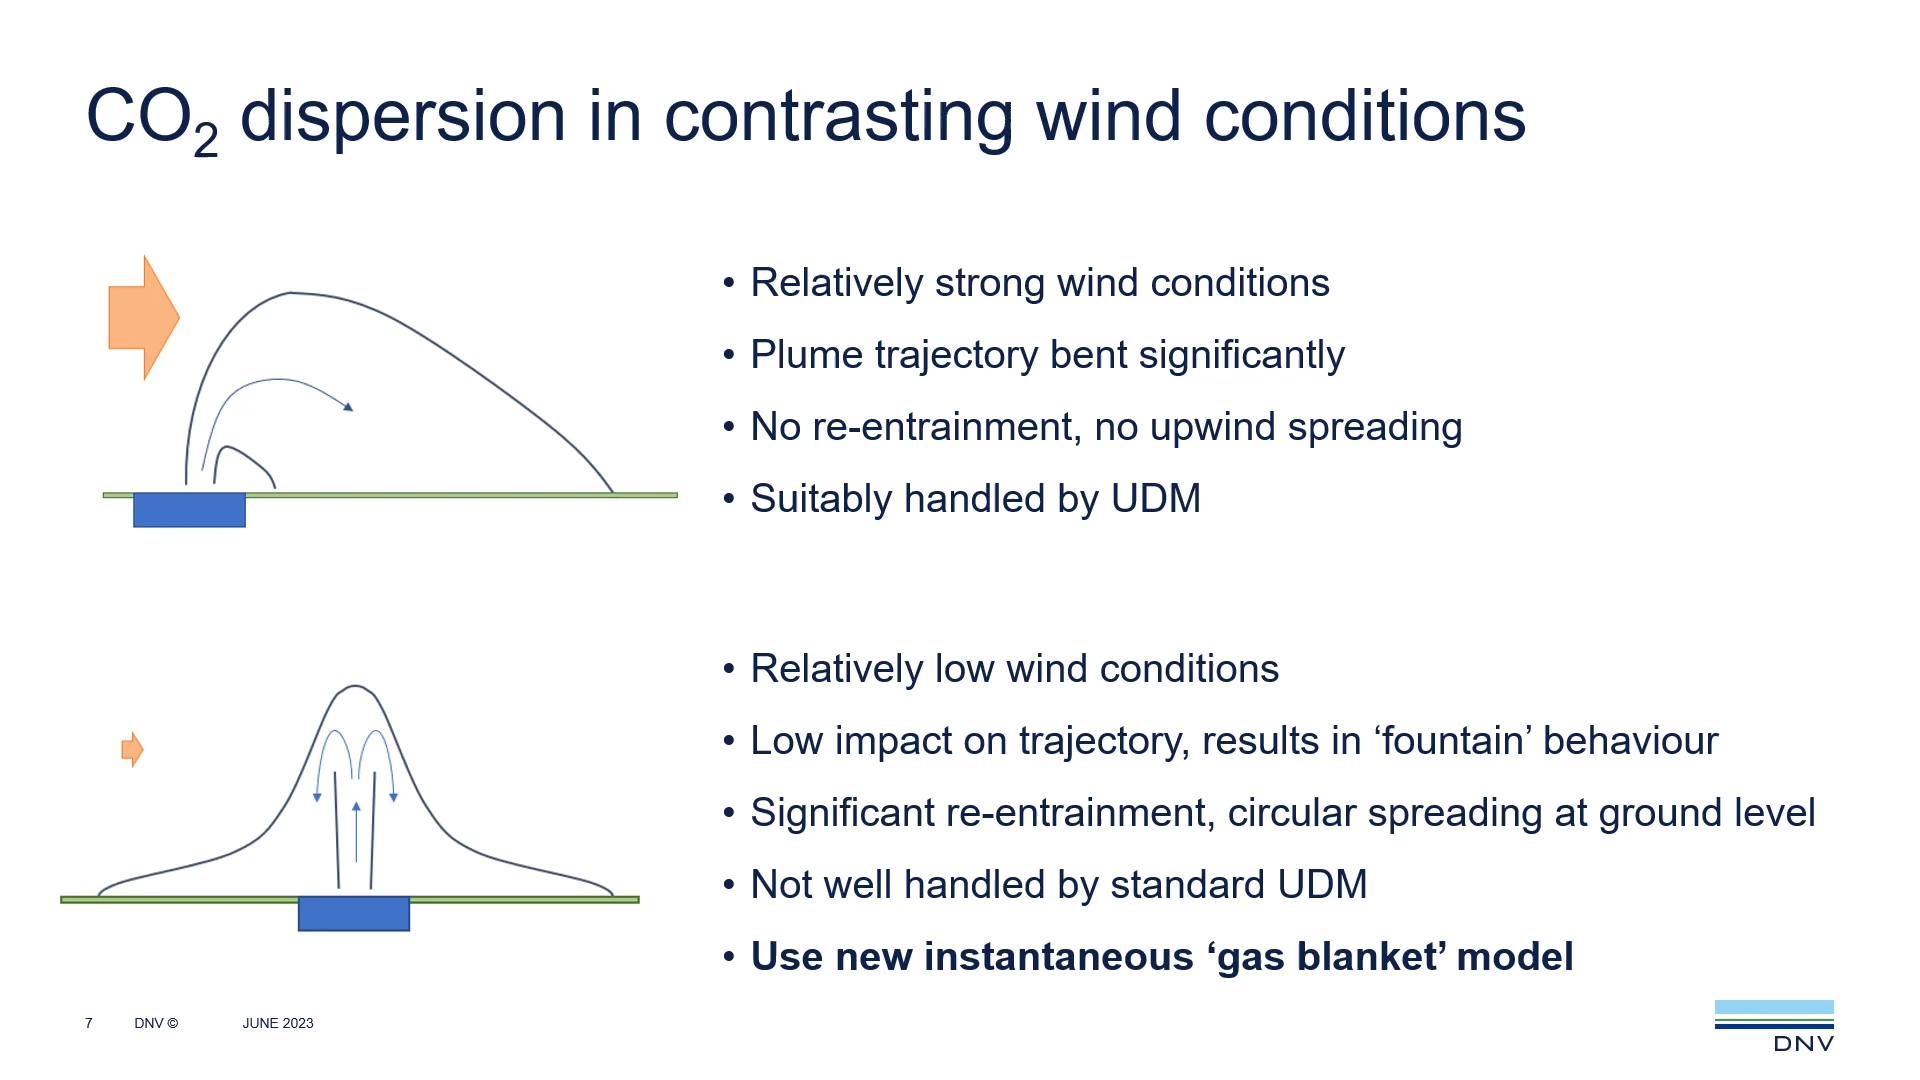 CO₂ dispersion in contrasting wind conditions
• Relatively strong wind conditions
• Plume trajectory bent significantly
• No re-entrainment, no upwind spreading
• Suitably handled by UDM
• Relatively low wind conditions
• Low impact on trajectory, results in ‘fountain’ behaviour
• Significant re-entrainment, circular spreading at ground level
• Not well handled by standard UDM
• Use new instantaneous ‘gas blanket’ model
7 DNV © JUNE 2023
DNV